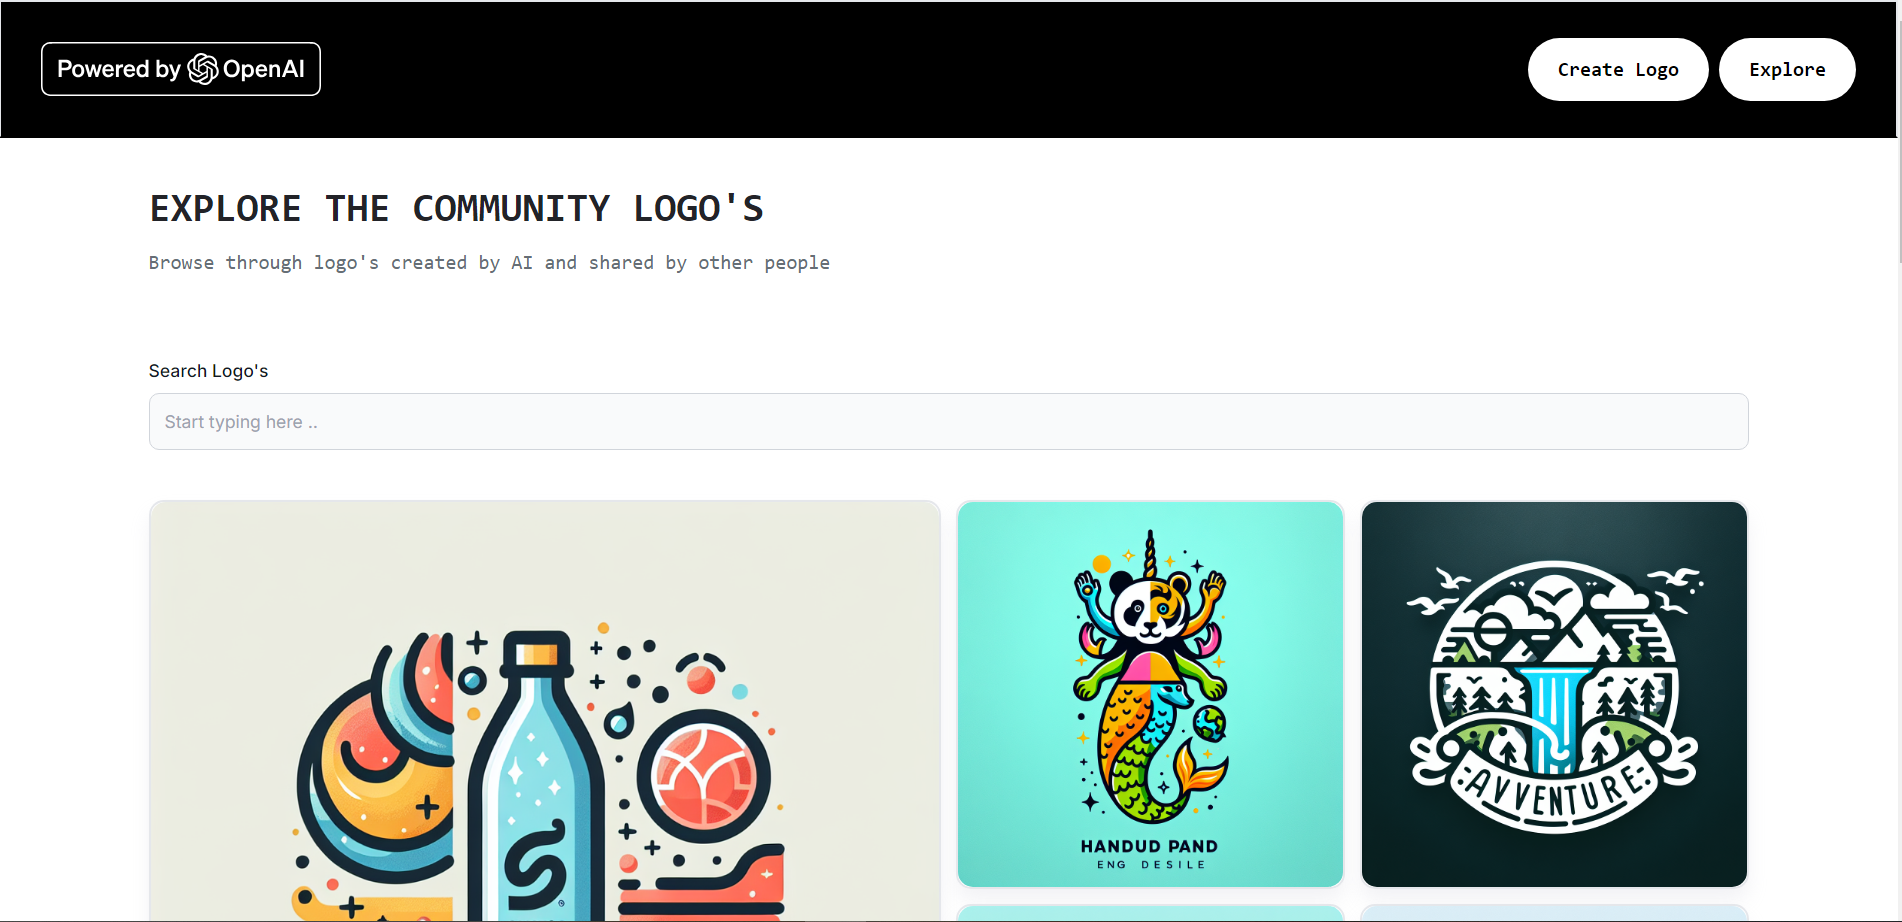 Powered by OpenAI
Create Logo
Explore
EXPLORE THE COMMUNITY LOGO'S
Browse through logo's created by AI and shared by other people
Search Logo's
Start typing here ..
HANDUD PAND
ENG DESILE
AVVENTURE